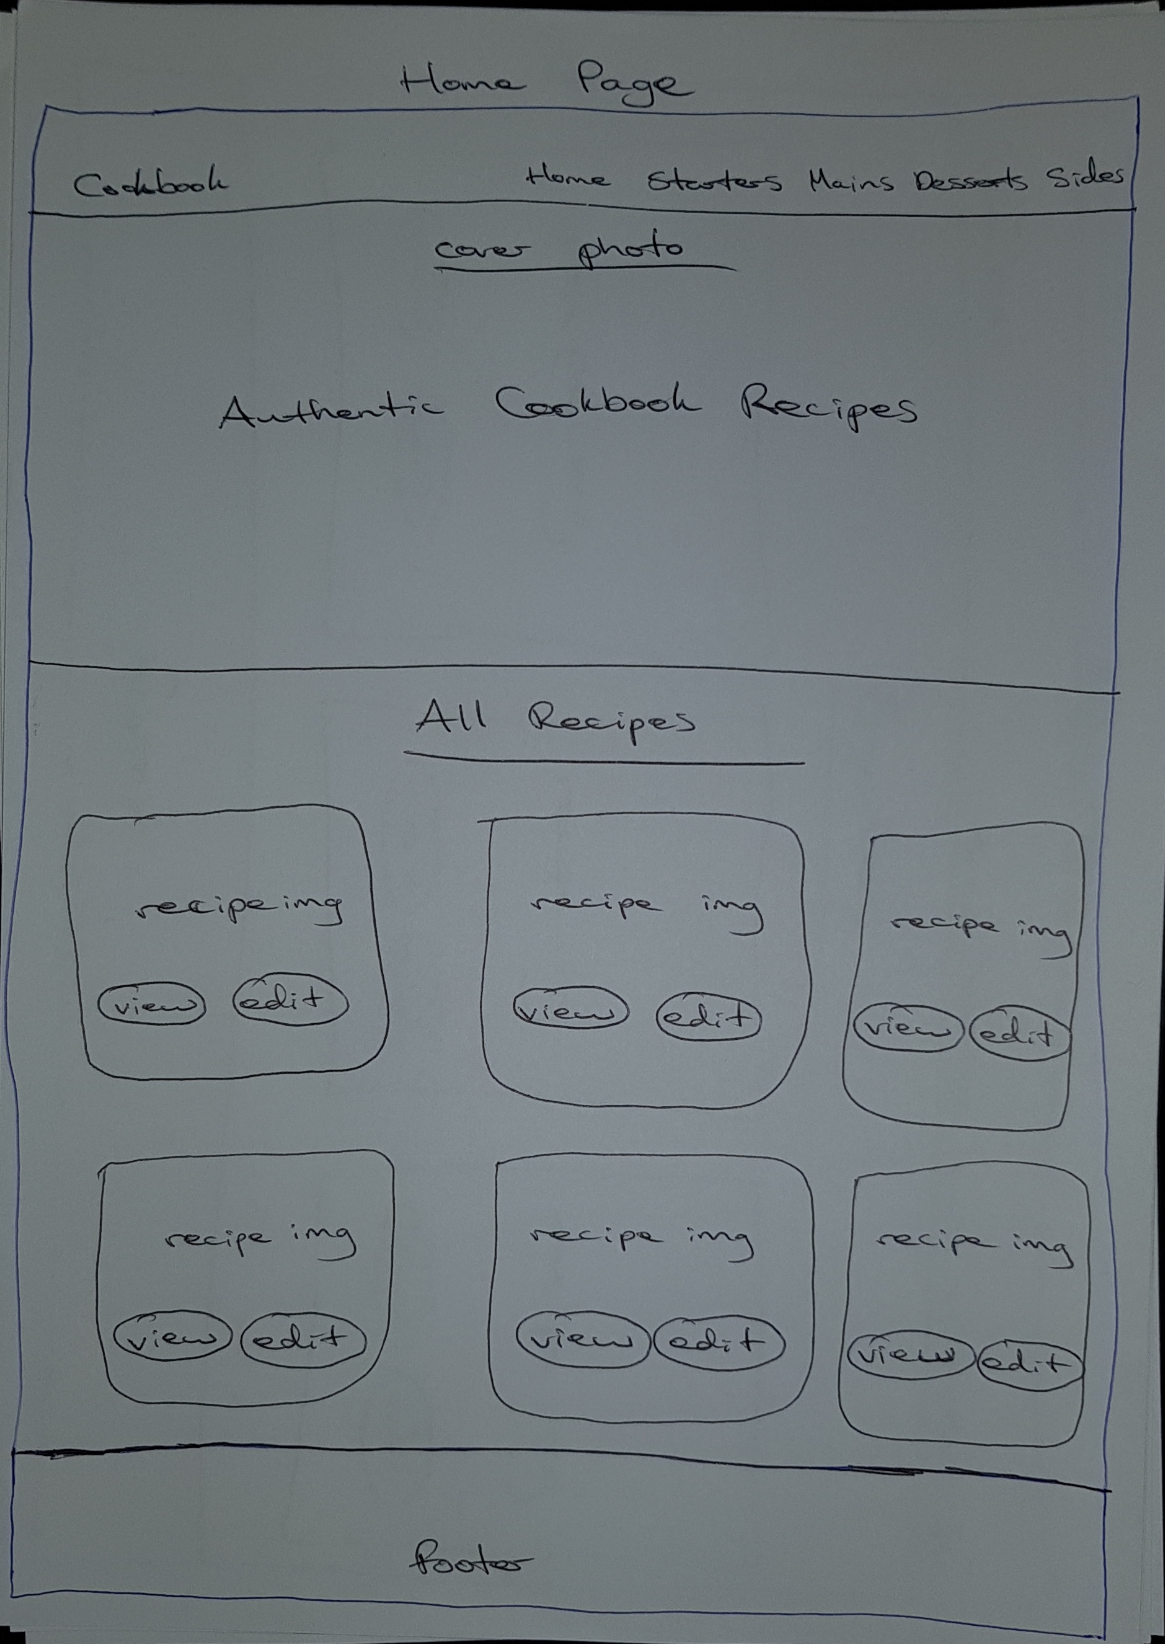 Home Page
Cookbook Home Starters Mains Desserts Sides
cover photo
Authentic Cookbook Recipes
All Recipes
recipe img recipe img recipe img
view edit view edit view edit
recipe img recipe img recipe img
view edit view edit view edit
footer